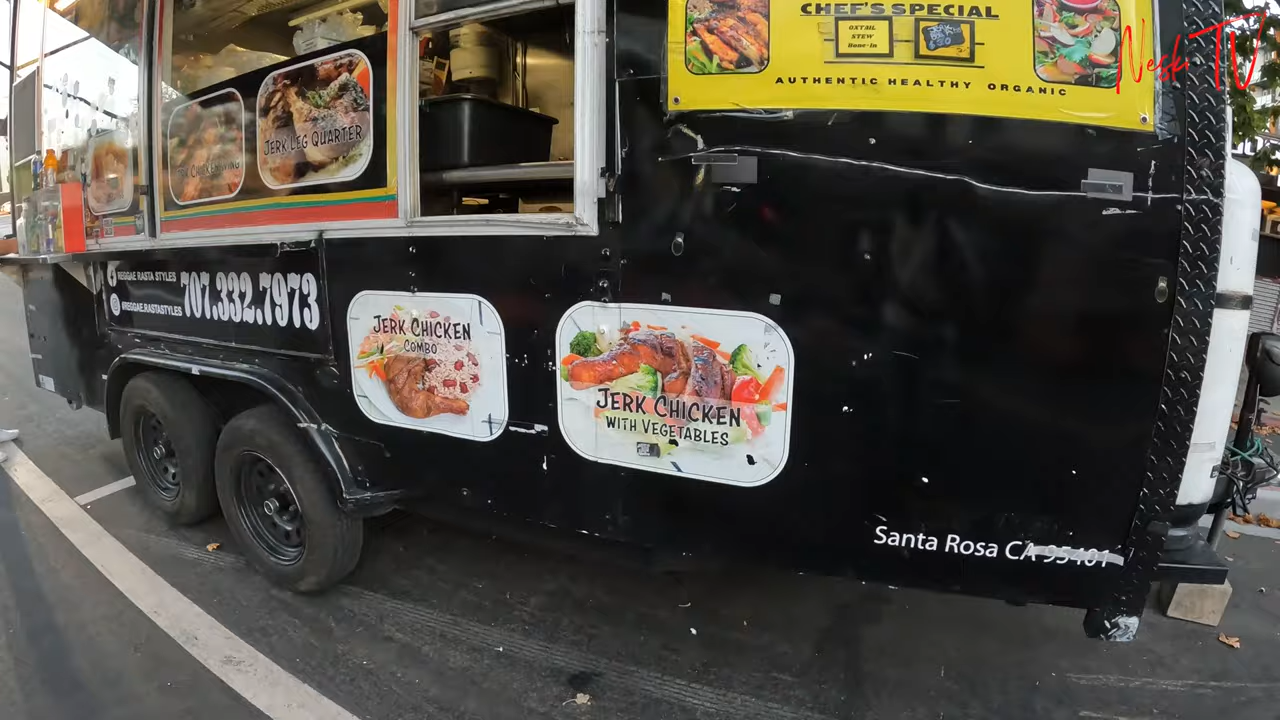 CHEF'S SPECIAL
OXTAIL
STEW
Bone-in
AUTHENTIC HEALTHY ORGANIC
Neski TV
JERK LEG QUARTER
REGGAE RASTA STYLES
@REGGAE.RASTASTYLES
707.332.7973
JERK CHICKEN
COMBO
JERK CHICKEN
WITH VEGETABLES
Santa Rosa CA 95401